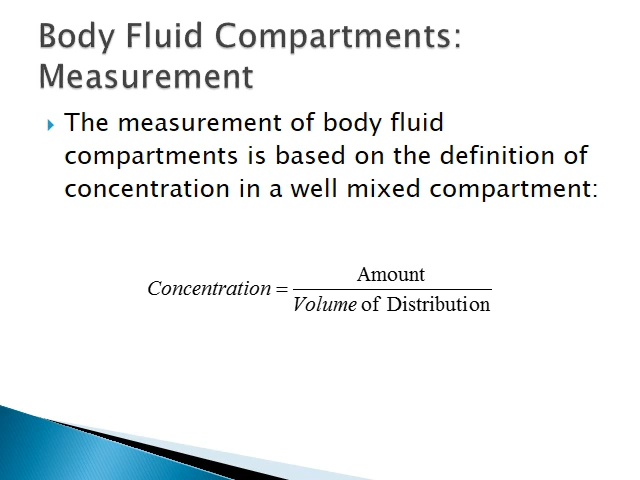 Body Fluid Compartments:
Measurement
The measurement of body fluid
compartments is based on the definition of
concentration in a well mixed compartment:
Concentration = Amount
Volume of Distribution